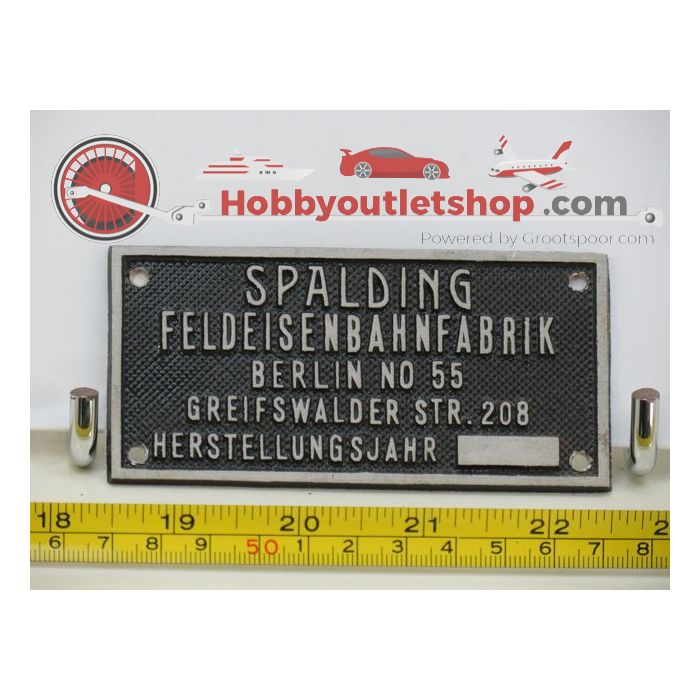 Hobbyoutletshop.com
Powered by Grootspoor.com
SPALDING
FELDEISENBAHNFABRIK
BERLIN NO 55
GREIFSWALDER STR. 208
HERSTELLUNGSJAHR
18 19 20 21 22 2
6 7 8 9 50 1 2 3 4 5 6 7 8